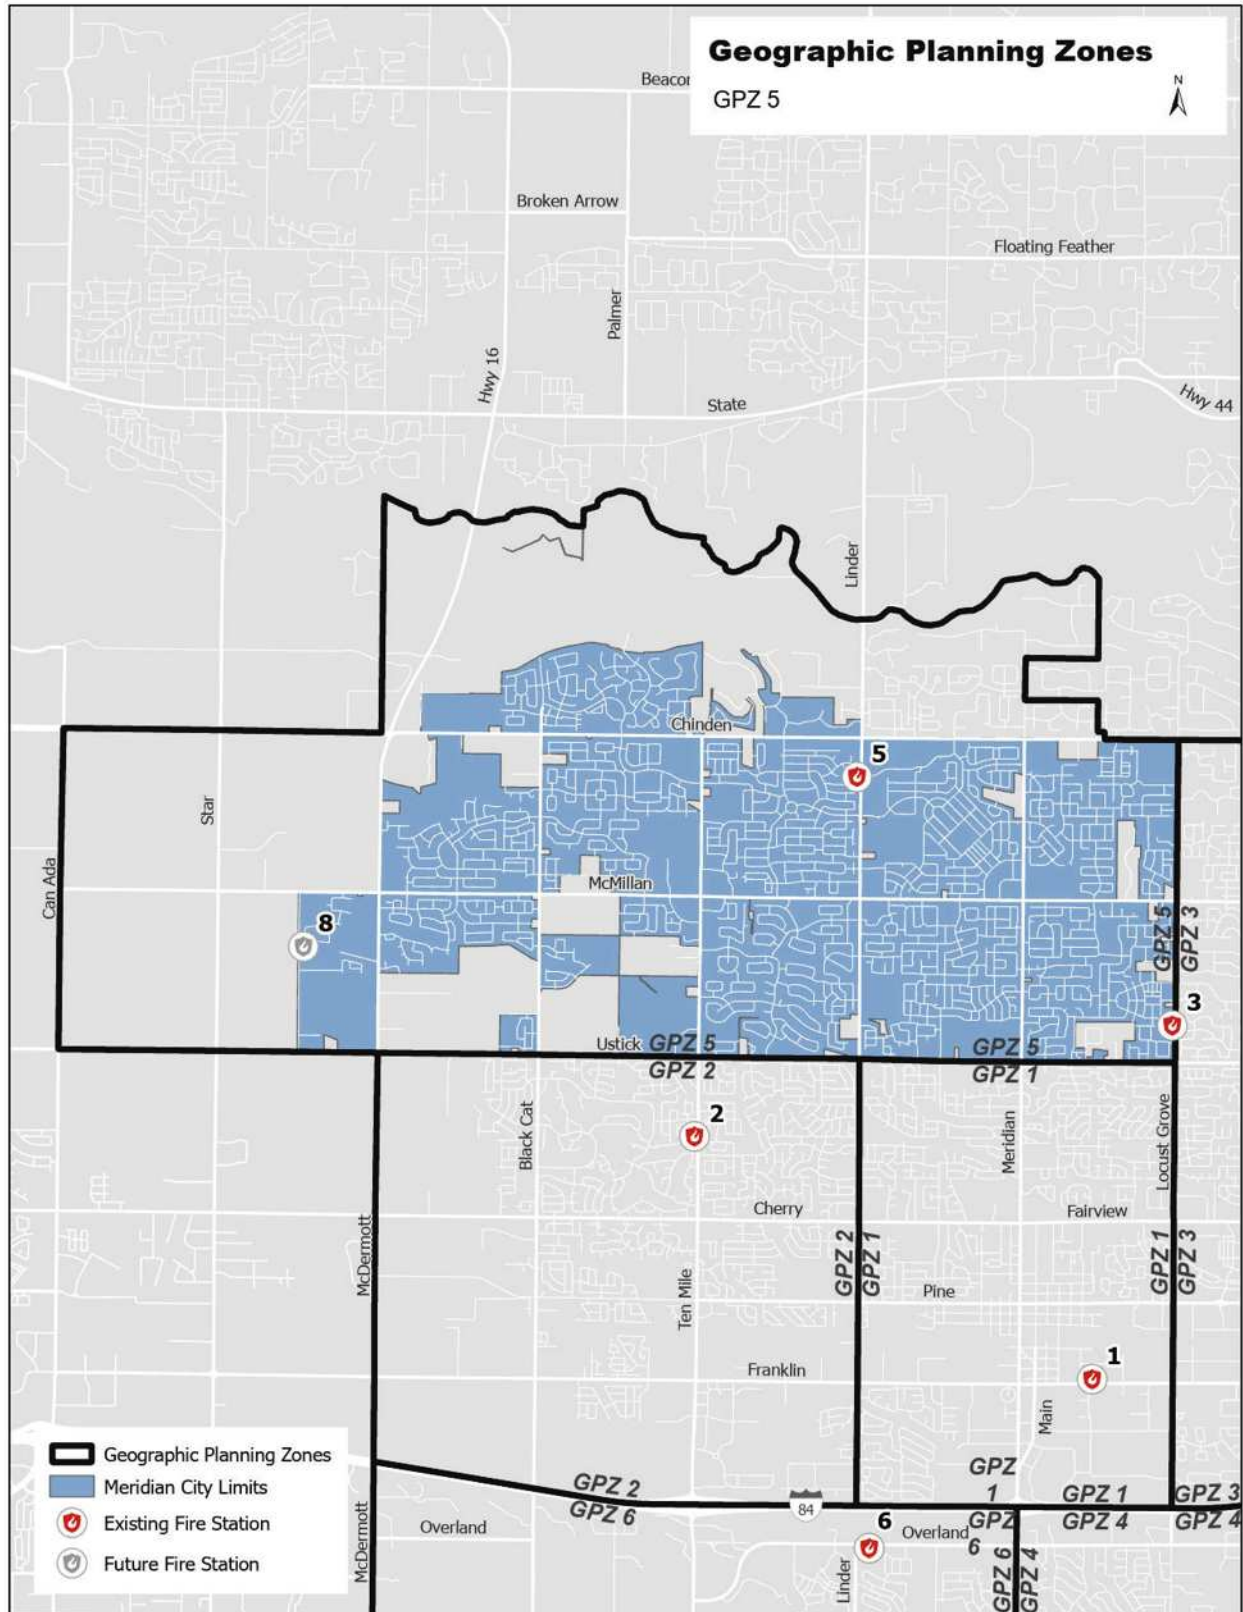 Geographic Planning Zones
GPZ 5
N
Beacon
Broken Arrow
Floating Feather
Palmer
Hwy 16
State
Hwy 44
Linder
Chinden
5
Star
Can Ada
McMillan
8
GPZ 5
GPZ 3
3
Ustick
GPZ 5
GPZ 2
GPZ 5
GPZ 1
2
Black Cat
Meridian
Locust Grove
Cherry
Fairview
McDermott
GPZ 2
GPZ 1
GPZ 1
GPZ 3
Ten Mile
Pine
Franklin
1
Main
Geographic Planning Zones
Meridian City Limits
Existing Fire Station
Future Fire Station
McDermott
GPZ 2
GPZ 6
84
GPZ
1
GPZ 1
GPZ 3
GPZ 4
GPZ 4
Overland
6
Overland
GPZ
6
Linder
GPZ 6
GPZ 4